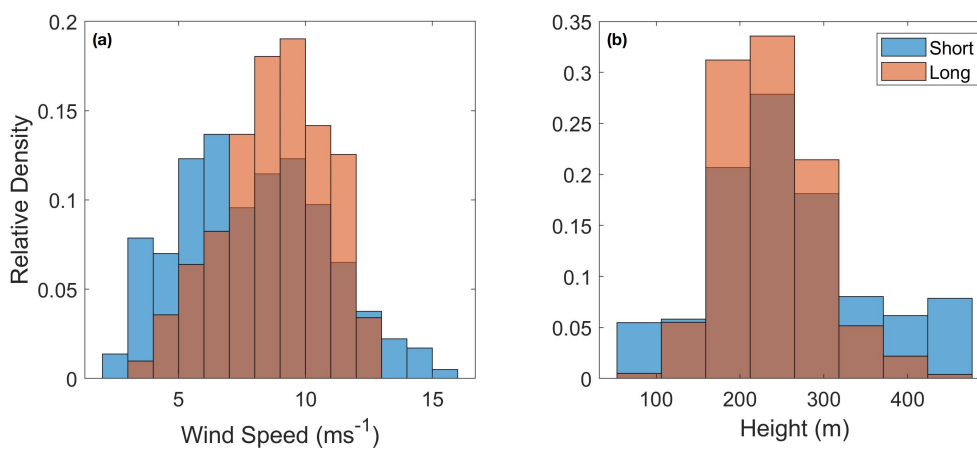 (a)
Relative Density
0.2
0.15
0.1
0.05
0
5
10
15
Wind Speed (ms⁻¹)
(b)
Short
Long
0.35
0.3
0.25
0.2
0.15
0.1
0.05
0
100
200
300
400
Height (m)